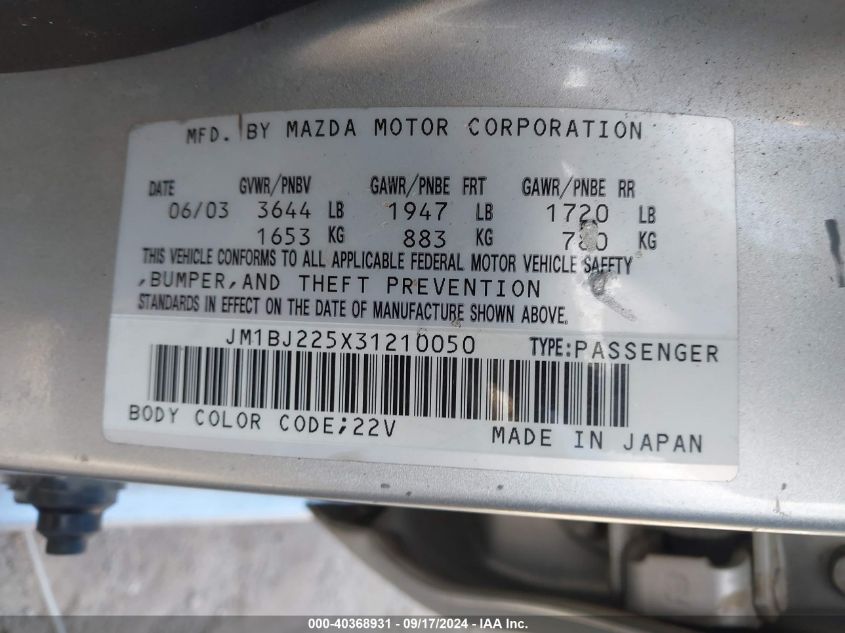 MFD. BY MAZDA MOTOR CORPORATION
DATE GVWR/PNBV GAWR/PNBE FRT GAWR/PNBE RR
06/03 3644 LB 1947 LB 1720 LB
1653 KG 883 KG 780 KG
THIS VEHICLE CONFORMS TO ALL APPLICABLE FEDERAL MOTOR VEHICLE SAFETY
,BUMPER,AND THEFT PREVENTION
STANDARDS IN EFFECT ON THE DATE OF MANUFACTURE SHOWN ABOVE.
JM1BJ225X31210050 TYPE:PASSENGER
BODY COLOR CODE;22V MADE IN JAPAN
000-40368931 - 09/17/2024 - IAA Inc.